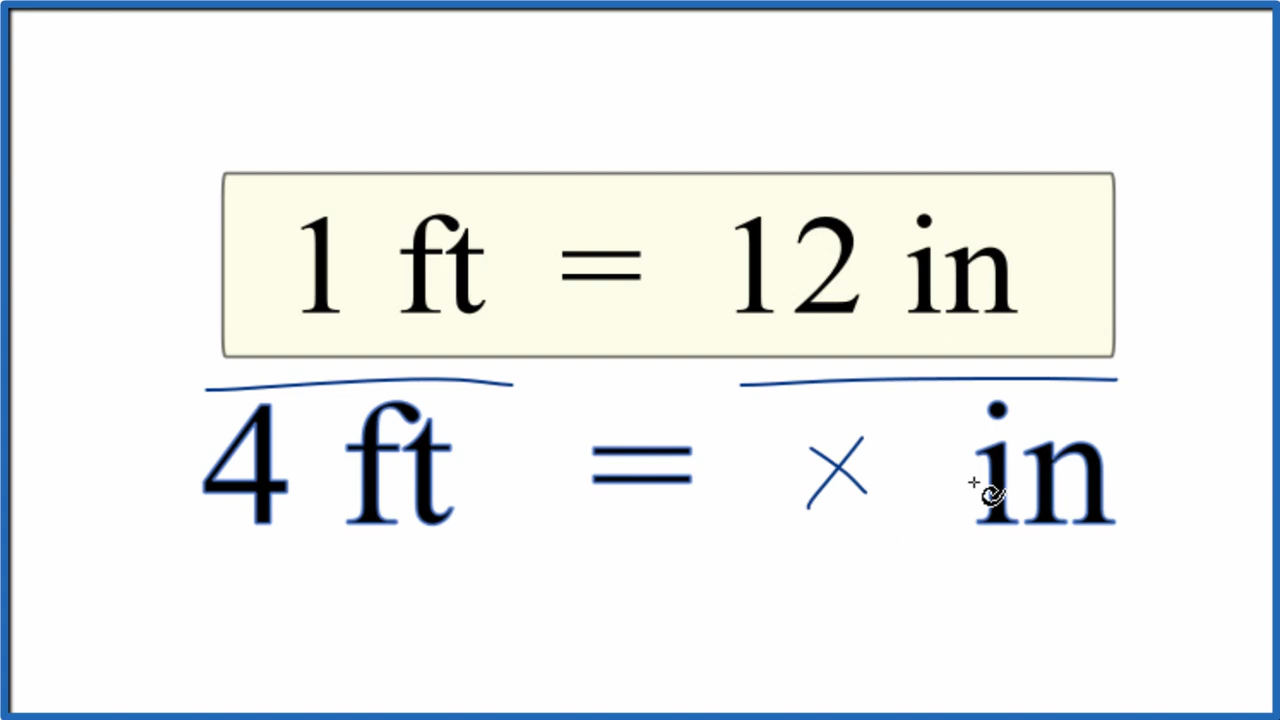 1 ft = 12 in
4 ft = x in